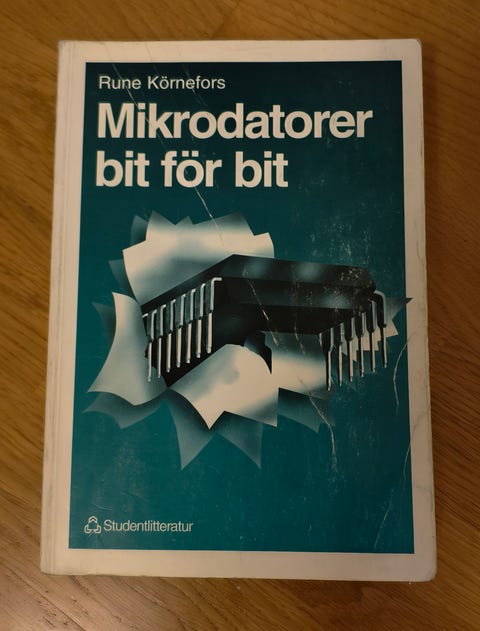 Rune Körnefors
Mikrodatorer
bit för bit
Studentlitteratur